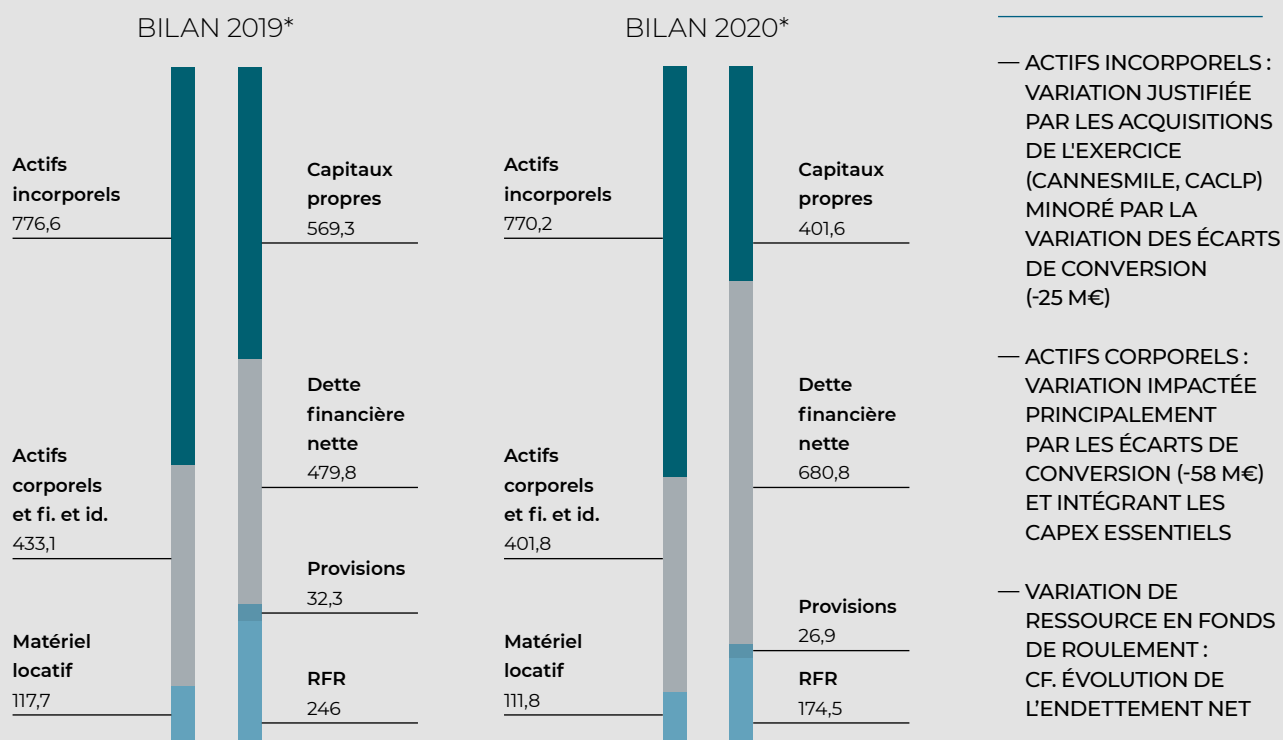 BILAN 2019*
Actifs
incorporels
776,6
Actifs
corporels
et fi. et id.
433,1
Matériel
locatif
117,7
Capitaux
propres
569,3
Dette
financière
nette
479,8
Provisions
32,3
RFR
246
BILAN 2020*
Actifs
incorporels
770,2
Actifs
corporels
et fi. et id.
401,8
Matériel
locatif
111,8
Capitaux
propres
401,6
Dette
financière
nette
680,8
Provisions
26,9
RFR
174,5
— ACTIFS INCORPORELS :
VARIATION JUSTIFIÉE
PAR LES ACQUISITIONS
DE L'EXERCICE
(CANNESMILE, CACLP)
MINORÉ PAR LA
VARIATION DES ÉCARTS
DE CONVERSION
(-25 M€)
— ACTIFS CORPORELS :
VARIATION IMPACTÉE
PRINCIPALEMENT
PAR LES ÉCARTS DE
CONVERSION (-58 M€)
ET INTÉGRANT LES
CAPEX ESSENTIELS
— VARIATION DE
RESSOURCE EN FONDS
DE ROULEMENT :
CF. ÉVOLUTION DE
L'ENDETTEMENT NET